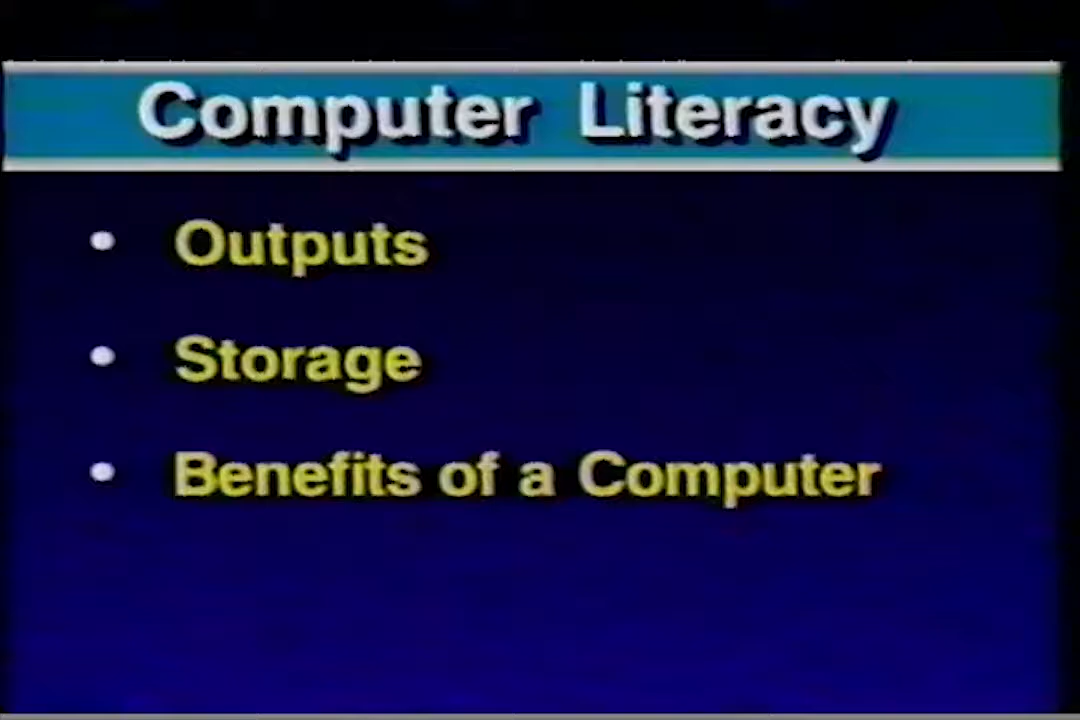 Computer Literacy
• Outputs
• Storage
• Benefits of a Computer